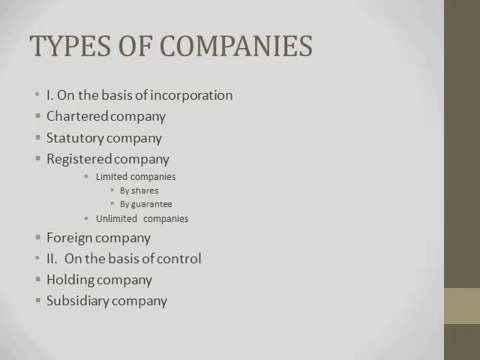 TYPES OF COMPANIES
I. On the basis of incorporation
Chartered company
Statutory company
Registered company
Limited companies
By shares
By guarantee
Unlimited companies
Foreign company
II. On the basis of control
Holding company
Subsidiary company